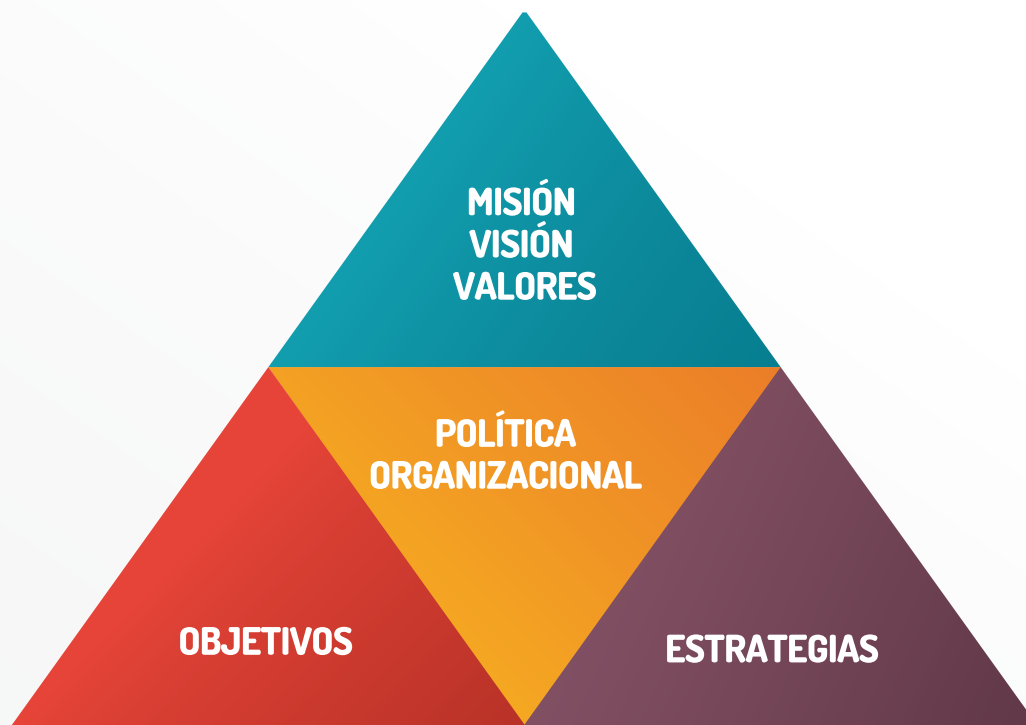 MISIÓN
VISIÓN
VALORES
POLÍTICA
ORGANIZACIONAL
OBJETIVOS
ESTRATEGIAS